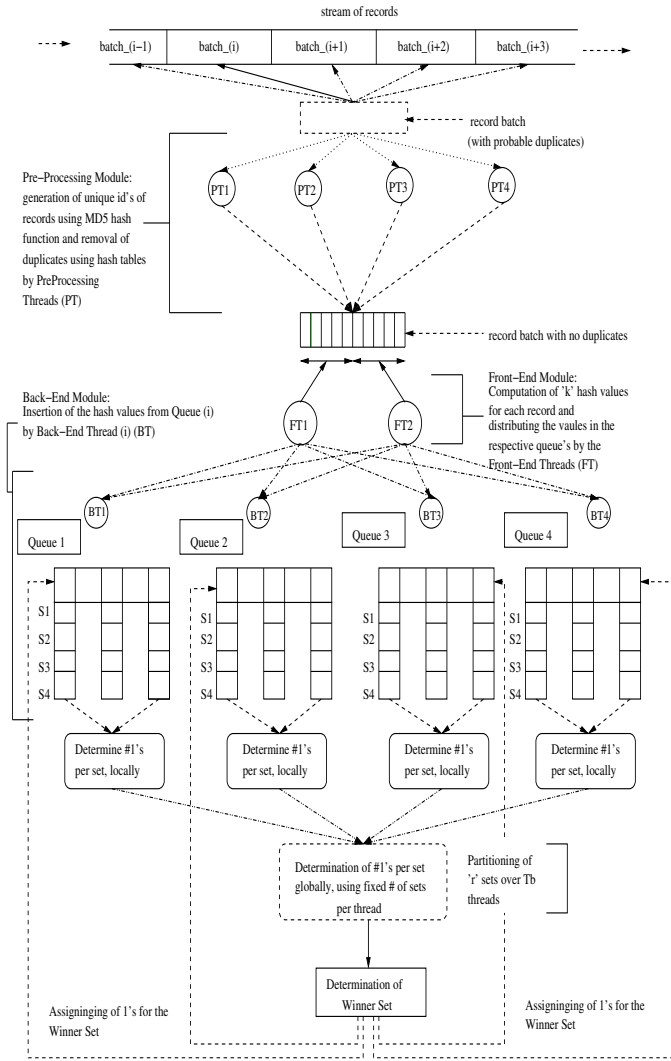 stream of records
batch_(i−1) batch_(i) batch_(i+1) batch_(i+2) batch_(i+3)
record batch
(with probable duplicates)
Pre−Processing Module:
generation of unique id's of
records using MD5 hash
function and removal of
duplicates using hash tables
by PreProcessing
Threads (PT)
PT1 PT2 PT3 PT4
record batch with no duplicates
Back−End Module:
Insertion of the hash values from Queue (i)
by Back−End Thread (i) (BT)
FT1 FT2
Front−End Module:
Computation of 'k' hash values
for each record and
distributing the vaules in the
respective queue's by the
Front−End Threads (FT)
BT1 BT2 BT3 BT4
Queue 1 Queue 2 Queue 3 Queue 4
S1 S1 S1 S1
S2 S2 S2 S2
S3 S3 S3 S3
S4 S4 S4 S4
Determine #1's
per set, locally
Determine #1's
per set, locally
Determine #1's
per set, locally
Determine #1's
per set, locally
Determination of #1's per set
globally, using fixed # of sets
per thread
Partitioning of
'r' sets over Tb
threads
Determination of
Winner Set
Assigninging of 1's for the
Winner Set
Assigninging of 1's for the
Winner Set